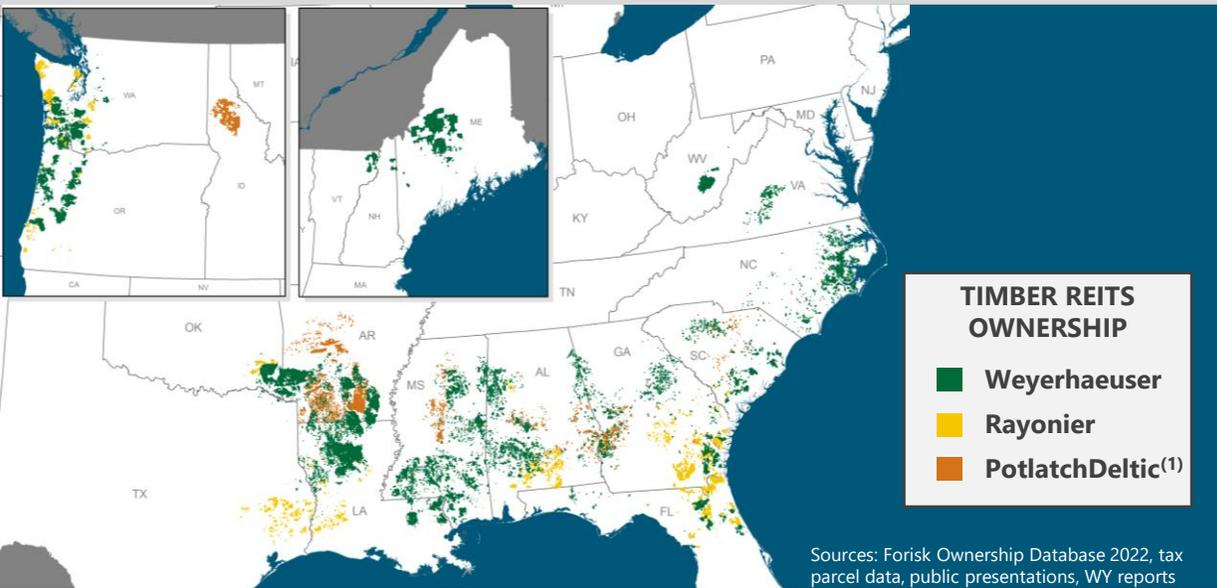 WA
MT
OR
ID
CA
NV
ME
VT
NH
MA
IA
PA
OH
NJ
MD
WV
VA
KY
NC
TN
OK
AR
TX
LA
MS
AL
GA
SC
FL
TIMBER REITS
OWNERSHIP
Weyerhaeuser
Rayonier
PotlatchDeltic(1)
Sources: Forisk Ownership Database 2022, tax
parcel data, public presentations, WY reports